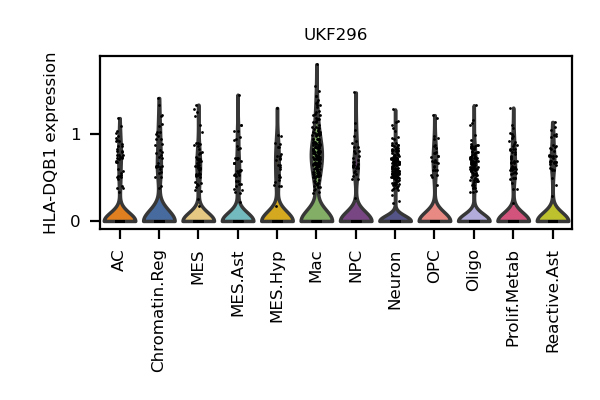 UKF296
HLA-DQB1 expression
1
0
AC
Chromatin.Reg
MES
MES.Ast
MES.Hyp
Mac
NPC
Neuron
OPC
Oligo
Prolif.Metab
Reactive.Ast